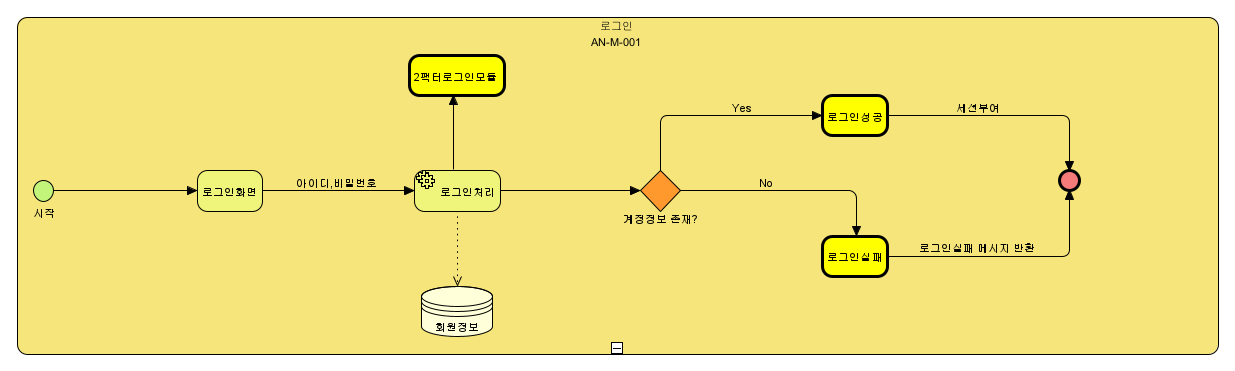 로그인
AN-M-001
2팩터로그인모듈
Yes
로그인성공
세션부여
시작
로그인화면
아이디,비밀번호
로그인처리
계정정보 존재?
No
로그인실패
로그인실패 메시지 반환
회원정보